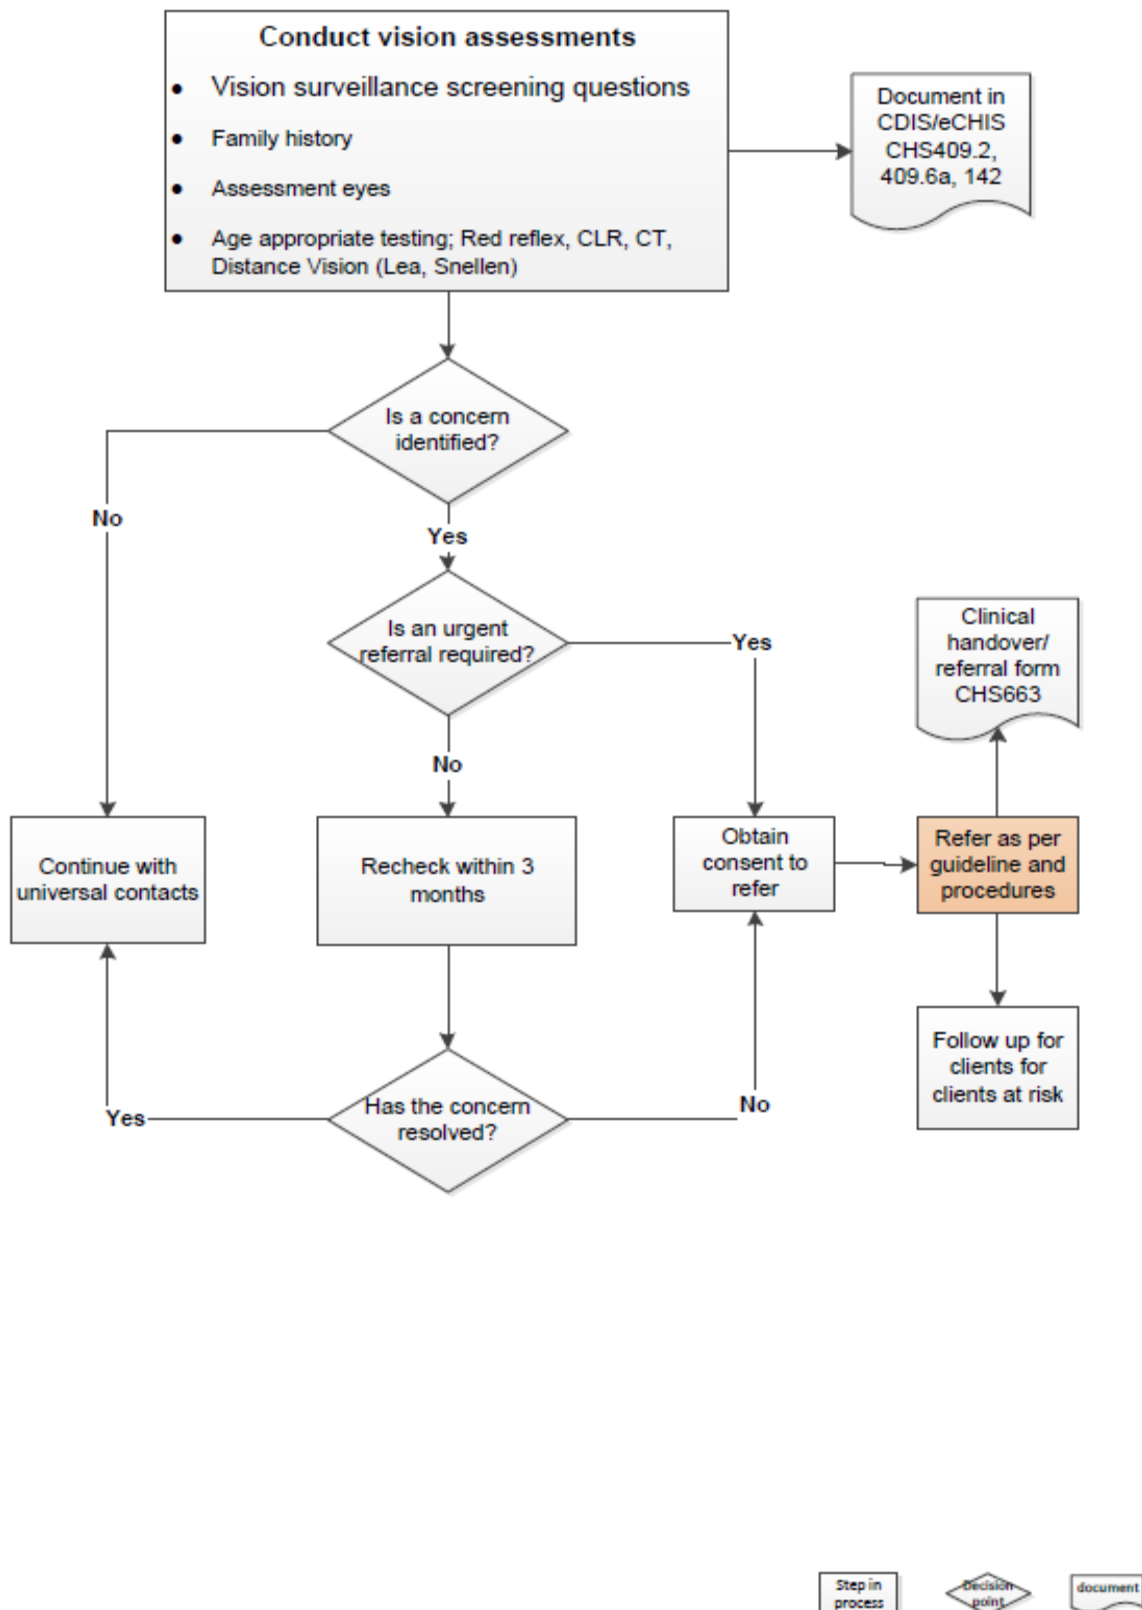 Conduct vision assessments
• Vision surveillance screening questions
• Family history
• Assessment eyes
• Age appropriate testing; Red reflex, CLR, CT,
Distance Vision (Lea, Snellen)
Document in
CDIS/eCHIS
CHS409.2,
409.6a, 142
Is a concern
identified?
No
Yes
Is an urgent
referral required?
Yes
No
Clinical
handover/
referral form
CHS663
Continue with
universal contacts
Recheck within 3
months
Obtain
consent to
refer
Refer as per
guideline and
procedures
Has the concern
resolved?
Yes
No
Follow up for
clients for
clients at risk
Step in
process
Decision
point
document